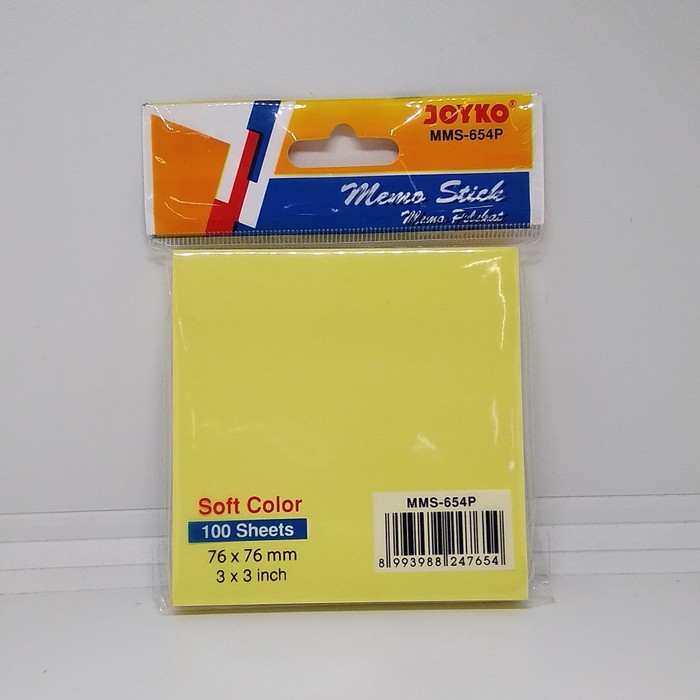 JOYKO®
MMS-654P
Memo Stick
Memo Pelekat
Soft Color
100 Sheets
76 x 76 mm
3 x 3 inch
MMS-654P
8 993988 247654